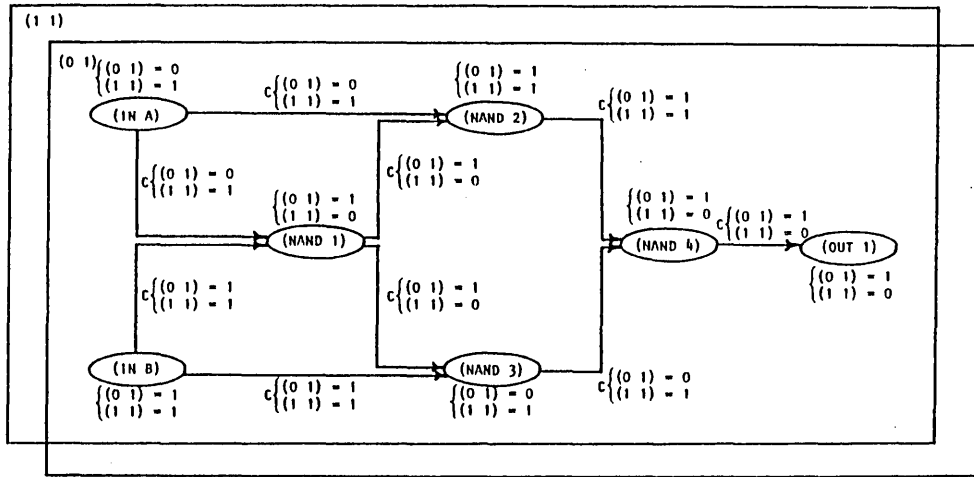 (1 1)
(0 1)
{(0 1) = 0
(1 1) = 1
C{(0 1) = 0
(1 1) = 1
{(0 1) = 1
(1 1) = 1
C{(0 1) = 1
(1 1) = 1
(IN A)
(NAND 2)
C{(0 1) = 0
(1 1) = 1
C{(0 1) = 1
(1 1) = 0
{(0 1) = 1
(1 1) = 0
(NAND 1)
{(0 1) = 1
(1 1) = 0
C{(0 1) = 1
(1 1) = 0
(NAND 4)
(OUT 1)
{(0 1) = 1
(1 1) = 0
C{(0 1) = 1
(1 1) = 1
C{(0 1) = 1
(1 1) = 0
(IN B)
(NAND 3)
{(0 1) = 1
(1 1) = 1
C{(0 1) = 1
(1 1) = 1
{(0 1) = 0
(1 1) = 1
C{(0 1) = 0
(1 1) = 1